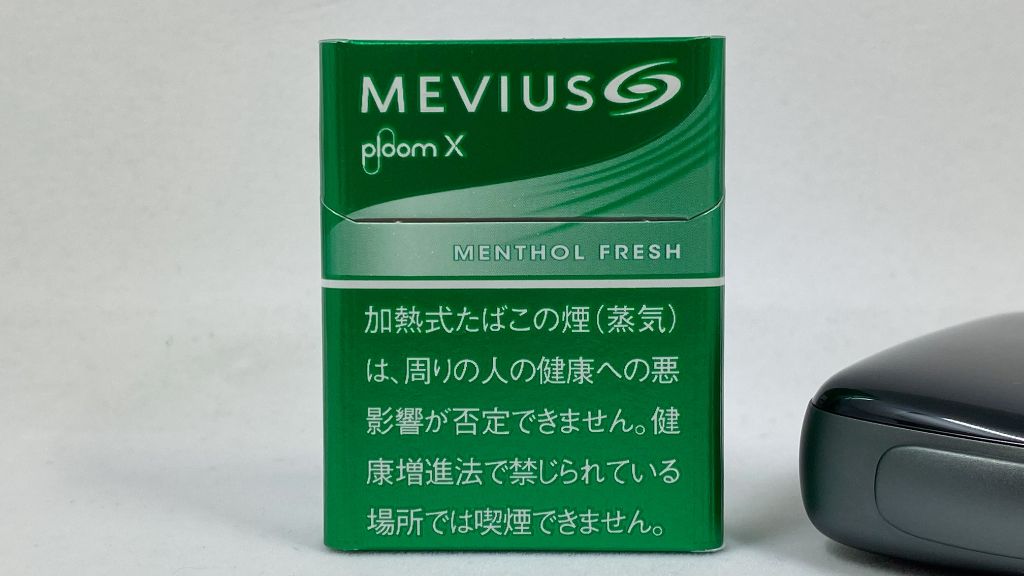 MEVIUS
ploom X
MENTHOL FRESH
加熱式たばこの煙（蒸気）
は、周りの人の健康への悪
影響が否定できません。健
康増進法で禁じられている
場所では喫煙できません。